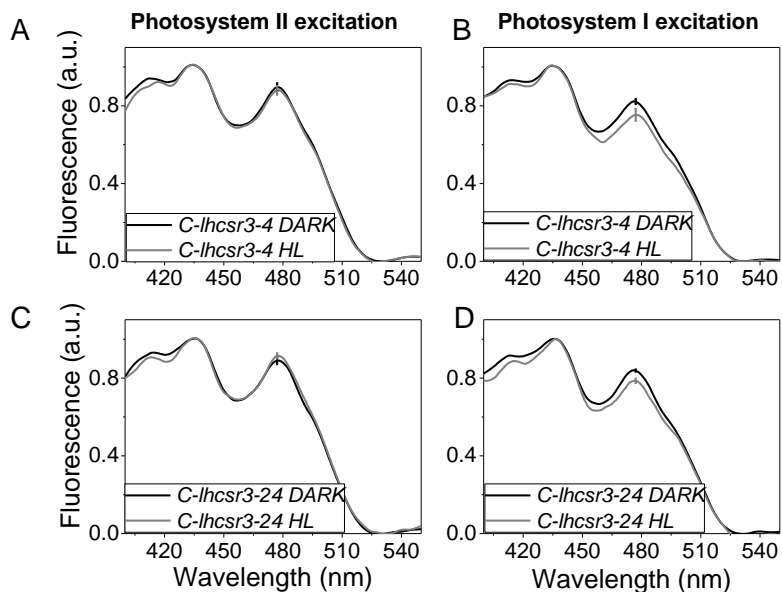 Photosystem II excitation
Photosystem I excitation
A
Fluorescence (a.u.)
0.8
0.4
0.0
C-lhcsr3-4 DARK
C-lhcsr3-4 HL
420 450 480 510 540
B
0.8
0.4
0.0
C-lhcsr3-4 DARK
C-lhcsr3-4 HL
420 450 480 510 540
C
Fluorescence (a.u.)
0.8
0.4
0.0
C-lhcsr3-24 DARK
C-lhcsr3-24 HL
420 450 480 510 540
Wavelength (nm)
D
0.8
0.4
0.0
C-lhcsr3-24 DARK
C-lhcsr3-24 HL
420 450 480 510 540
Wavelength (nm)